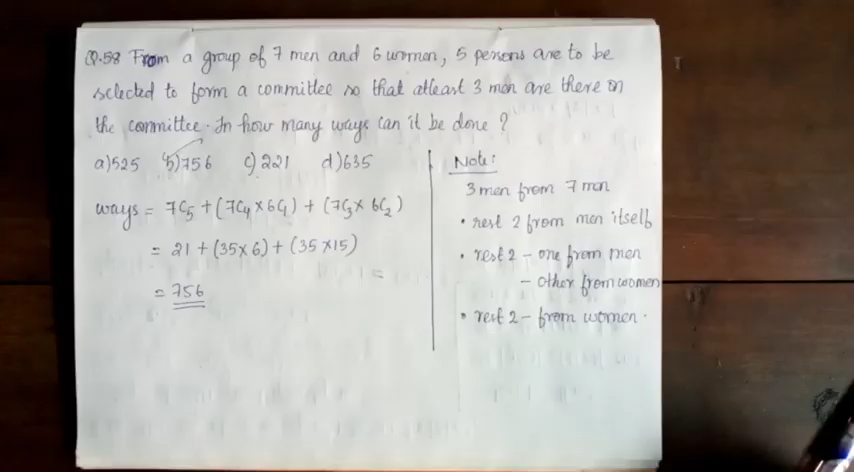 Q.58 From a group of 7 men and 6 women, 5 persons are to be
selected to form a committee so that atleast 3 men are there on
the committee. In how many ways can it be done ?
a) 525 b) 756 c) 221 d) 635
ways = 7C5 + (7C4 × 6C1) + (7C3 × 6C2)
= 21 + (35 × 6) + (35 × 15)
= 756
Note:
3 men from 7 men
• rest 2 from men itself
• rest 2 - one from men
- other from women
• rest 2 - from women.